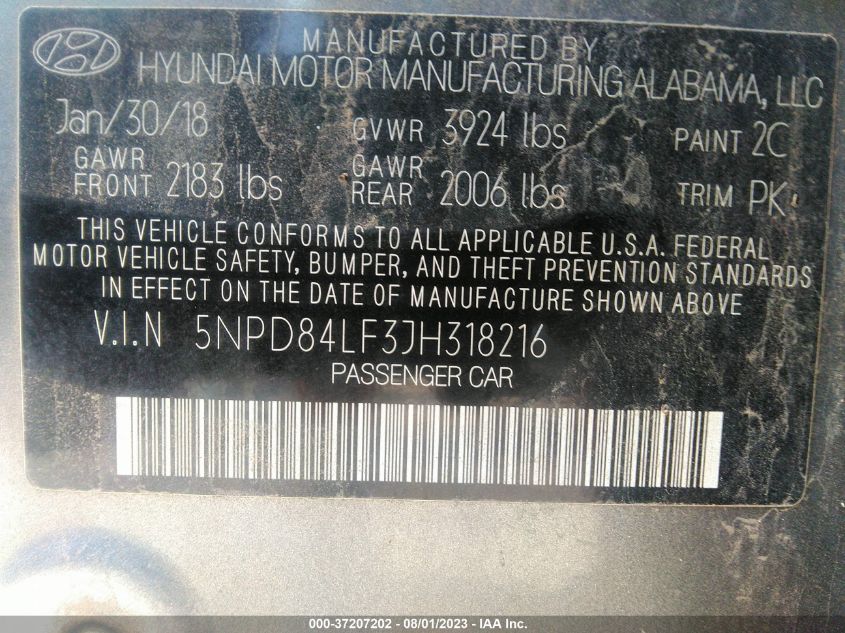 MANUFACTURED BY
HYUNDAI MOTOR MANUFACTURING ALABAMA, LLC
Jan/30/18 GVWR 3924 lbs PAINT 2C
GAWR FRONT 2183 lbs GAWR REAR 2006 lbs TRIM PK
THIS VEHICLE CONFORMS TO ALL APPLICABLE U.S.A. FEDERAL
MOTOR VEHICLE SAFETY, BUMPER, AND THEFT PREVENTION STANDARDS
IN EFFECT ON THE DATE OF MANUFACTURE SHOWN ABOVE
V.I.N 5NPD84LF3JH318216
PASSENGER CAR
000-37207202 - 08/01/2023 - IAA Inc.